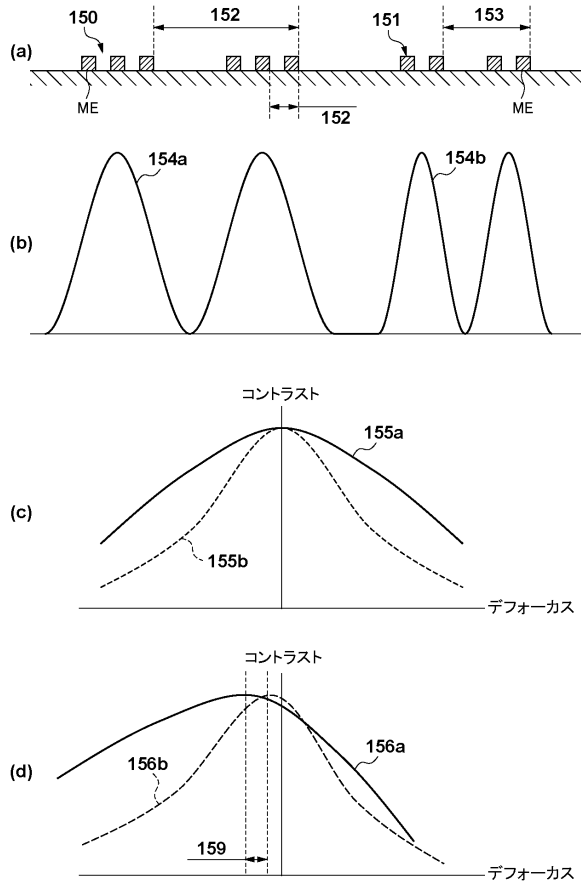 (a)
150
152
151
153
ME
ME
152
(b)
154a
154b
コントラスト
(c)
155a
155b
デフォーカス
コントラスト
(d)
156a
156b
159
デフォーカス